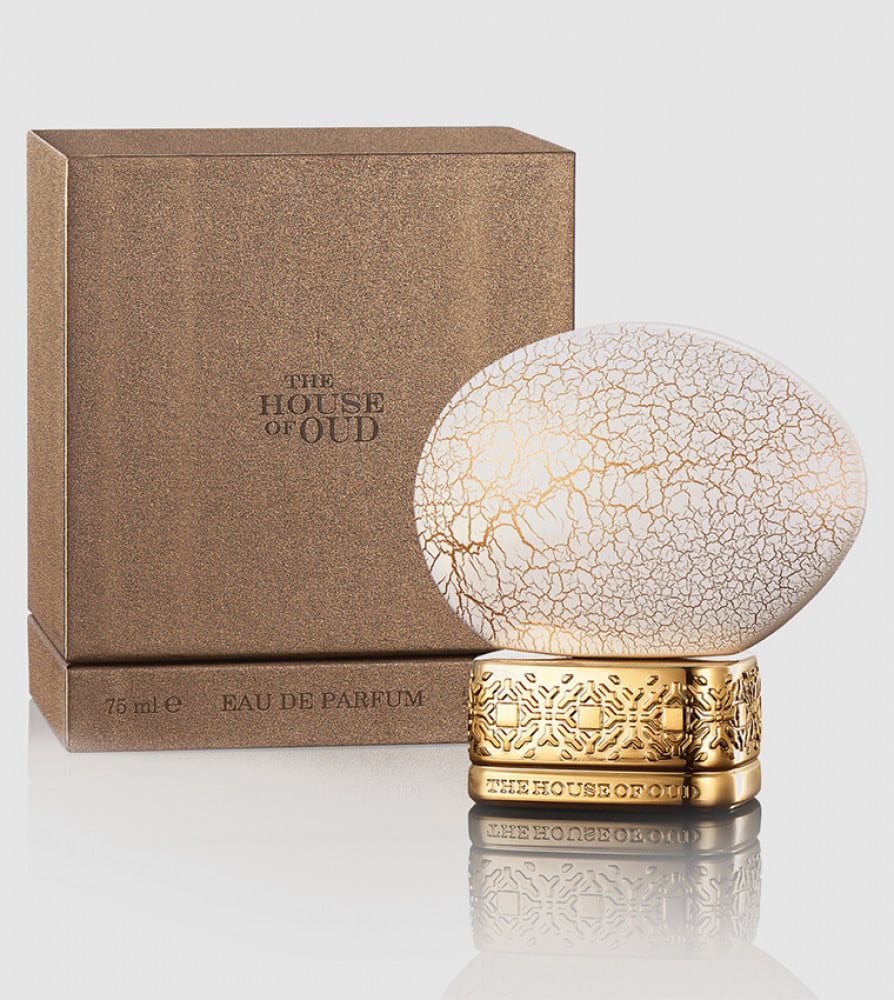 THE
HOUSE
OF OUD
75 ml ℮ EAU DE PARFUM
THE HOUSE OF OUD